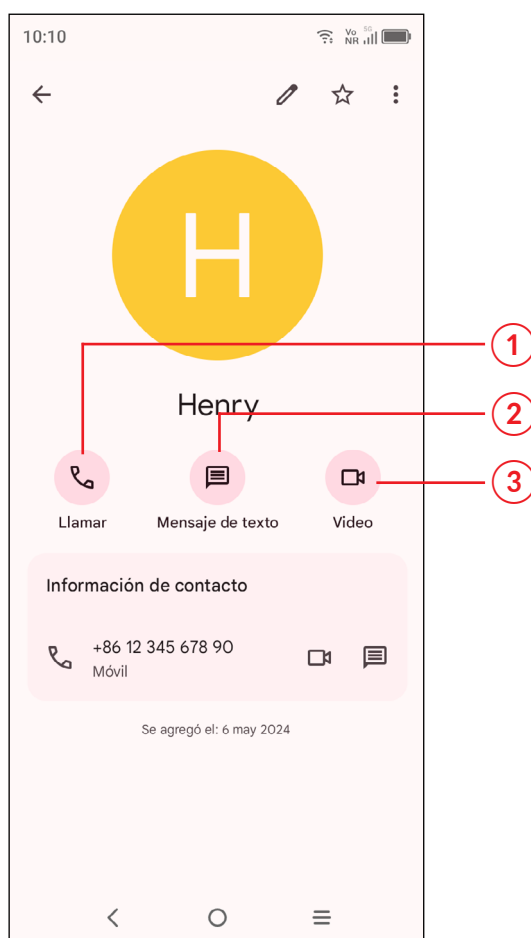 10:10
Vo NR 5G
H
1
Henry
2
3
Llamar
Mensaje de texto
Video
Información de contacto
+86 12 345 678 90
Móvil
Se agregó el: 6 may 2024